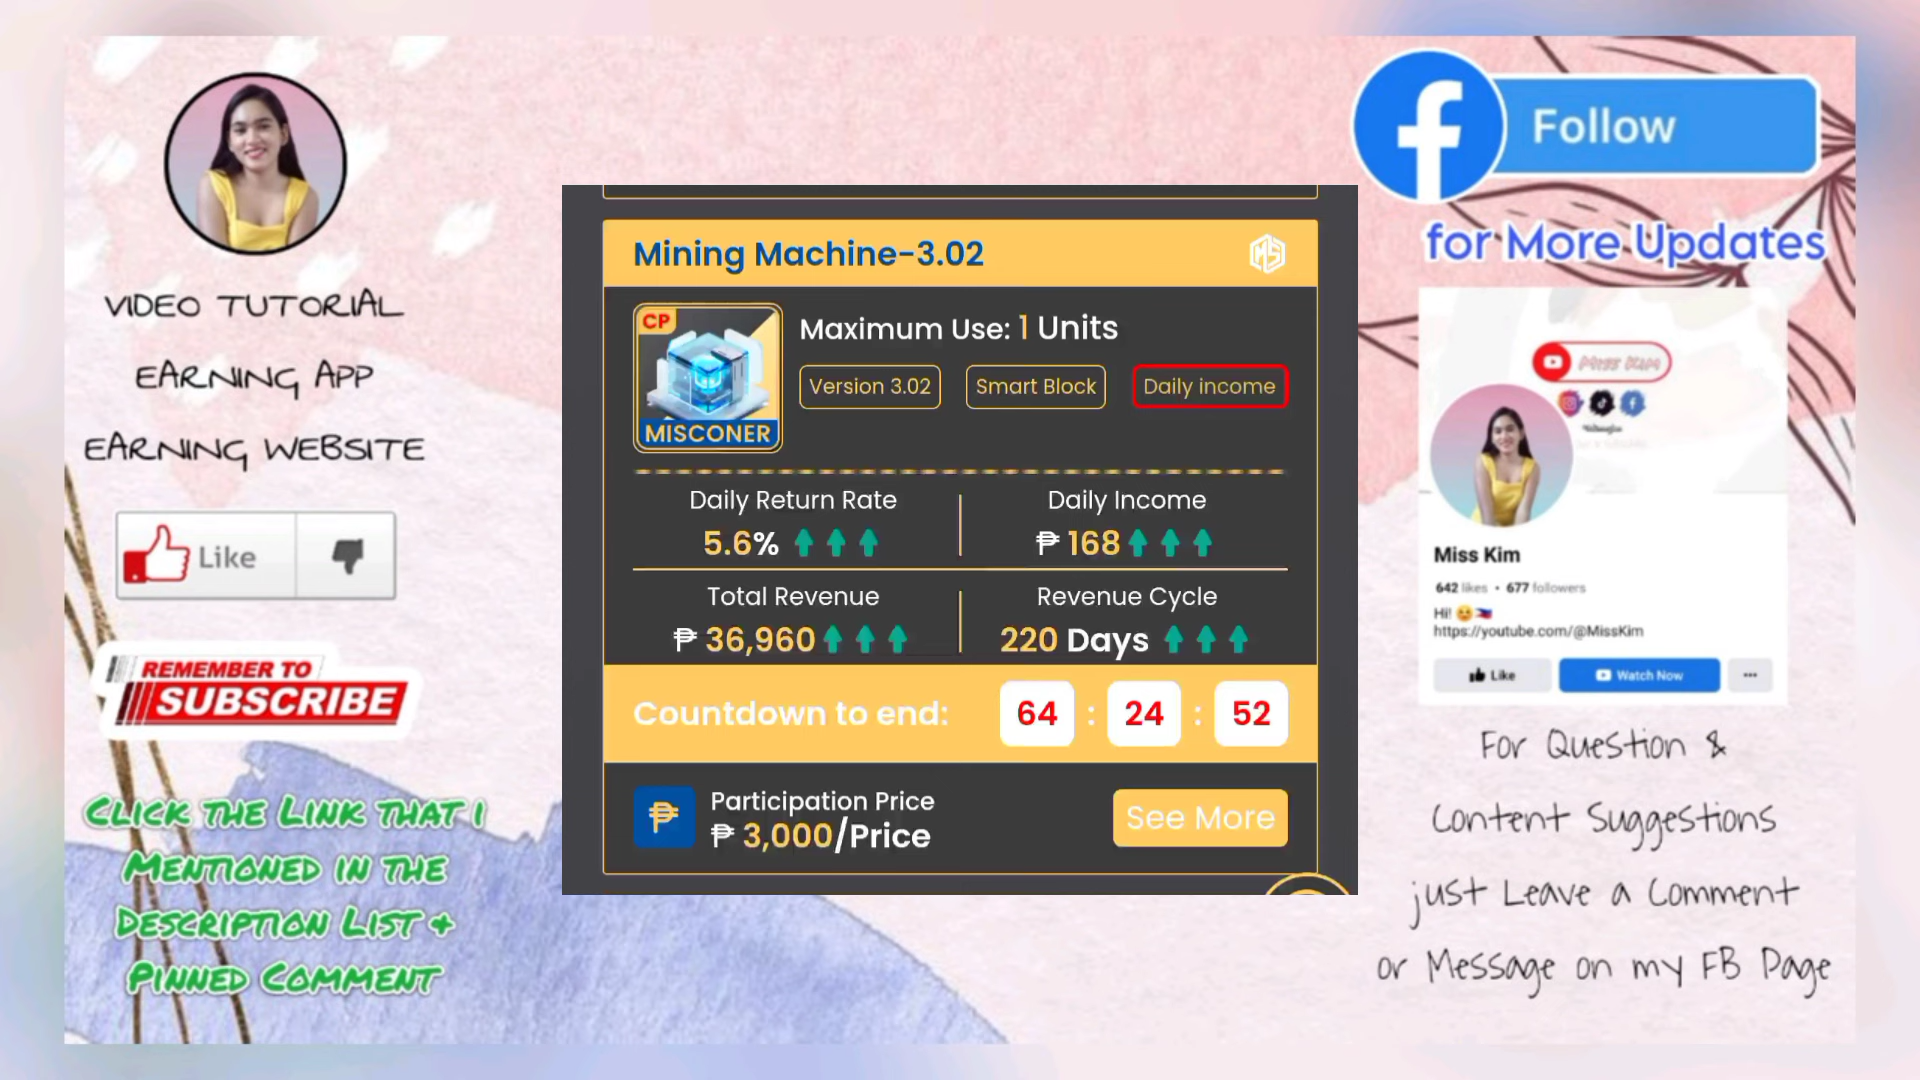 VIDEO TUTORIAL
EARNING APP
EARNING WEBSITE
Like
REMEMBER TO
SUBSCRIBE
CLICK THE LINK THAT I
MENTIONED IN THE
DESCRIPTION LIST &
PINNED COMMENT
Mining Machine-3.02
MS
CP
MISCONER
Maximum Use: 1 Units
Version 3.02
Smart Block
Daily income
Daily Return Rate
5.6%
Daily Income
₱ 168
Total Revenue
₱ 36,960
Revenue Cycle
220 Days
Countdown to end: 64 : 24 : 52
₱
Participation Price
₱ 3,000/Price
See More
f
Follow
for More Updates
MISS KIM
Miss Kim
642 likes • 677 followers
Hi! 😉🇵🇭
https://youtube.com/@MissKim
Like
Watch Now
...
For Question &
Content Suggestions
just Leave a Comment
or Message on my FB Page